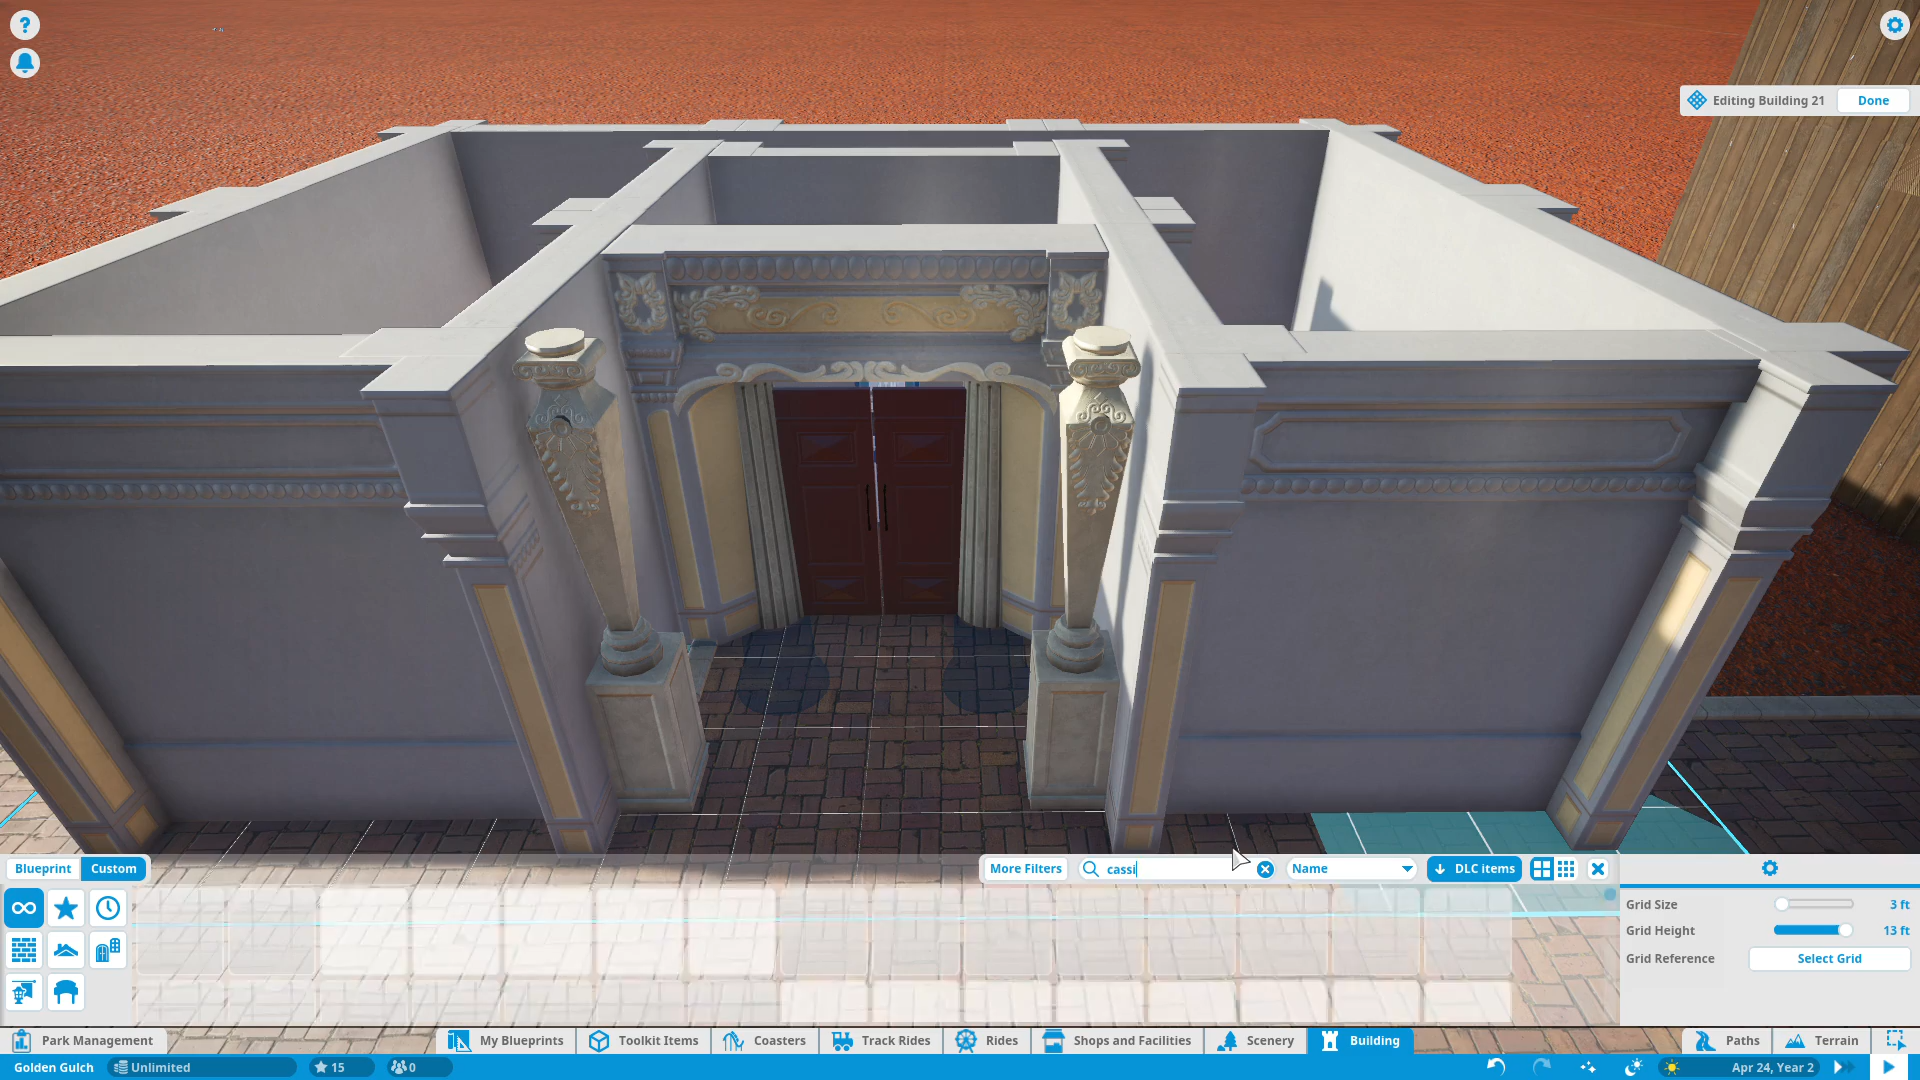 ?
Editing Building 21
Done
Blueprint
Custom
More Filters
cassi
Name
DLC items
Grid Size
3 ft
Grid Height
13 ft
Grid Reference
Select Grid
Park Management
My Blueprints
Toolkit Items
Coasters
Track Rides
Rides
Shops and Facilities
Scenery
Building
Paths
Terrain
Golden Gulch
Unlimited
15
0
Apr 24, Year 2